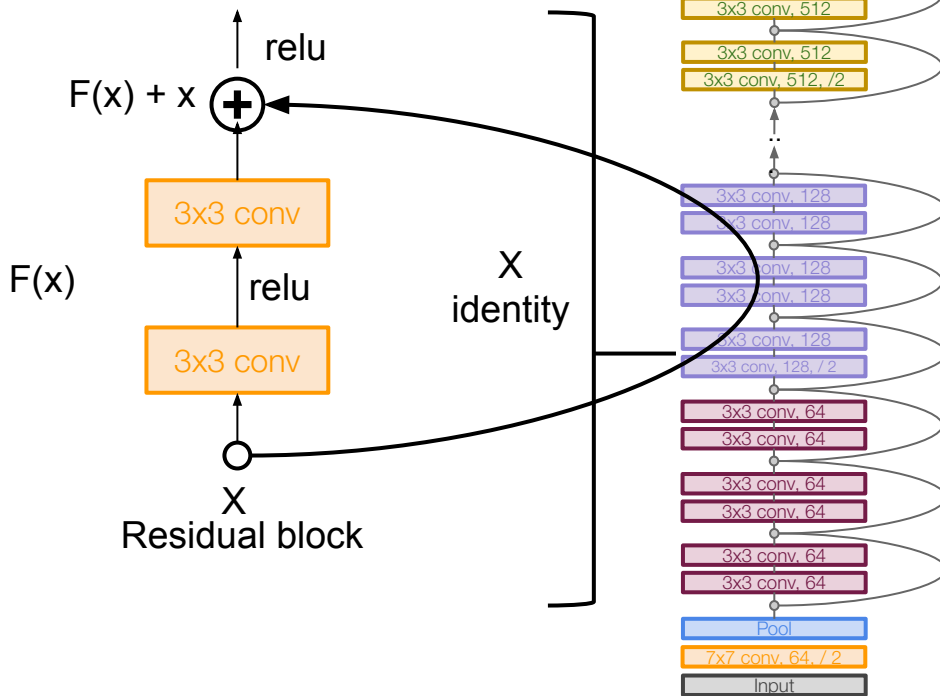 relu
F(x) + x
3x3 conv
F(x)
relu
3x3 conv
X
Residual block
X
identity
3x3 conv, 512
3x3 conv, 512
3x3 conv, 512, /2
..
3x3 conv, 128
3x3 conv, 128
3x3 conv, 128
3x3 conv, 128
3x3 conv, 128
3x3 conv, 128, / 2
3x3 conv, 64
3x3 conv, 64
3x3 conv, 64
3x3 conv, 64
3x3 conv, 64
3x3 conv, 64
Pool
7x7 conv, 64, / 2
Input